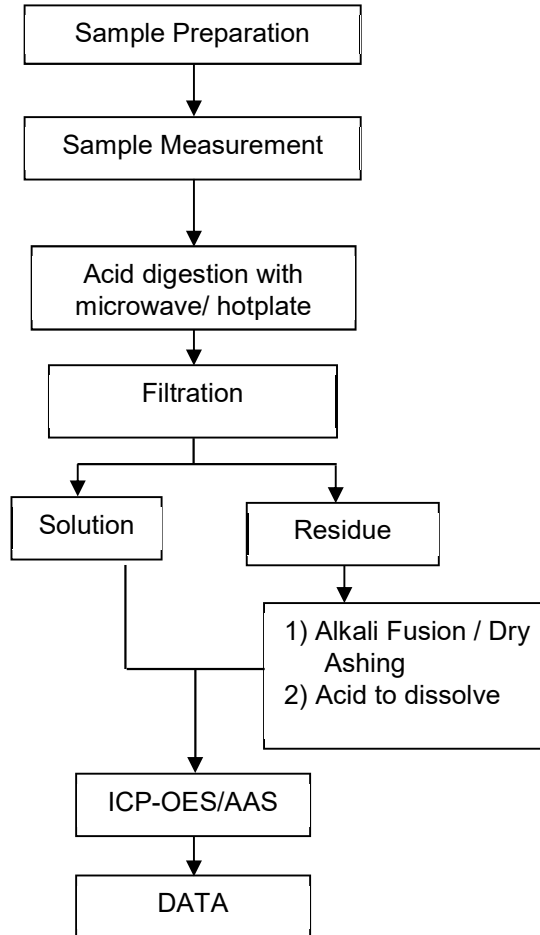 Sample Preparation
Sample Measurement
Acid digestion with
microwave/ hotplate
Filtration
Solution
Residue
1) Alkali Fusion / Dry
Ashing
2) Acid to dissolve
ICP-OES/AAS
DATA